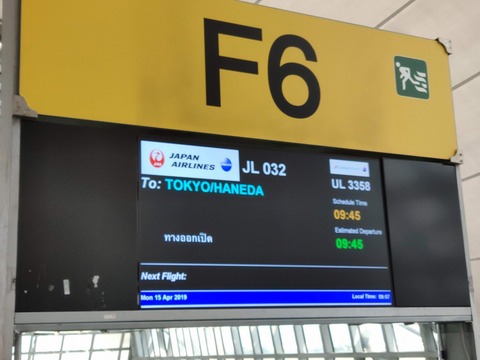 F6
JAPAN AIRLINES JL 032
UL 3358
To: TOKYO/HANEDA
Schedule Time
09:45
Estimated Departure
09:45
ทางออกเปิด
Next Flight:
Mon 15 Apr 2019 Local Time: 09:07